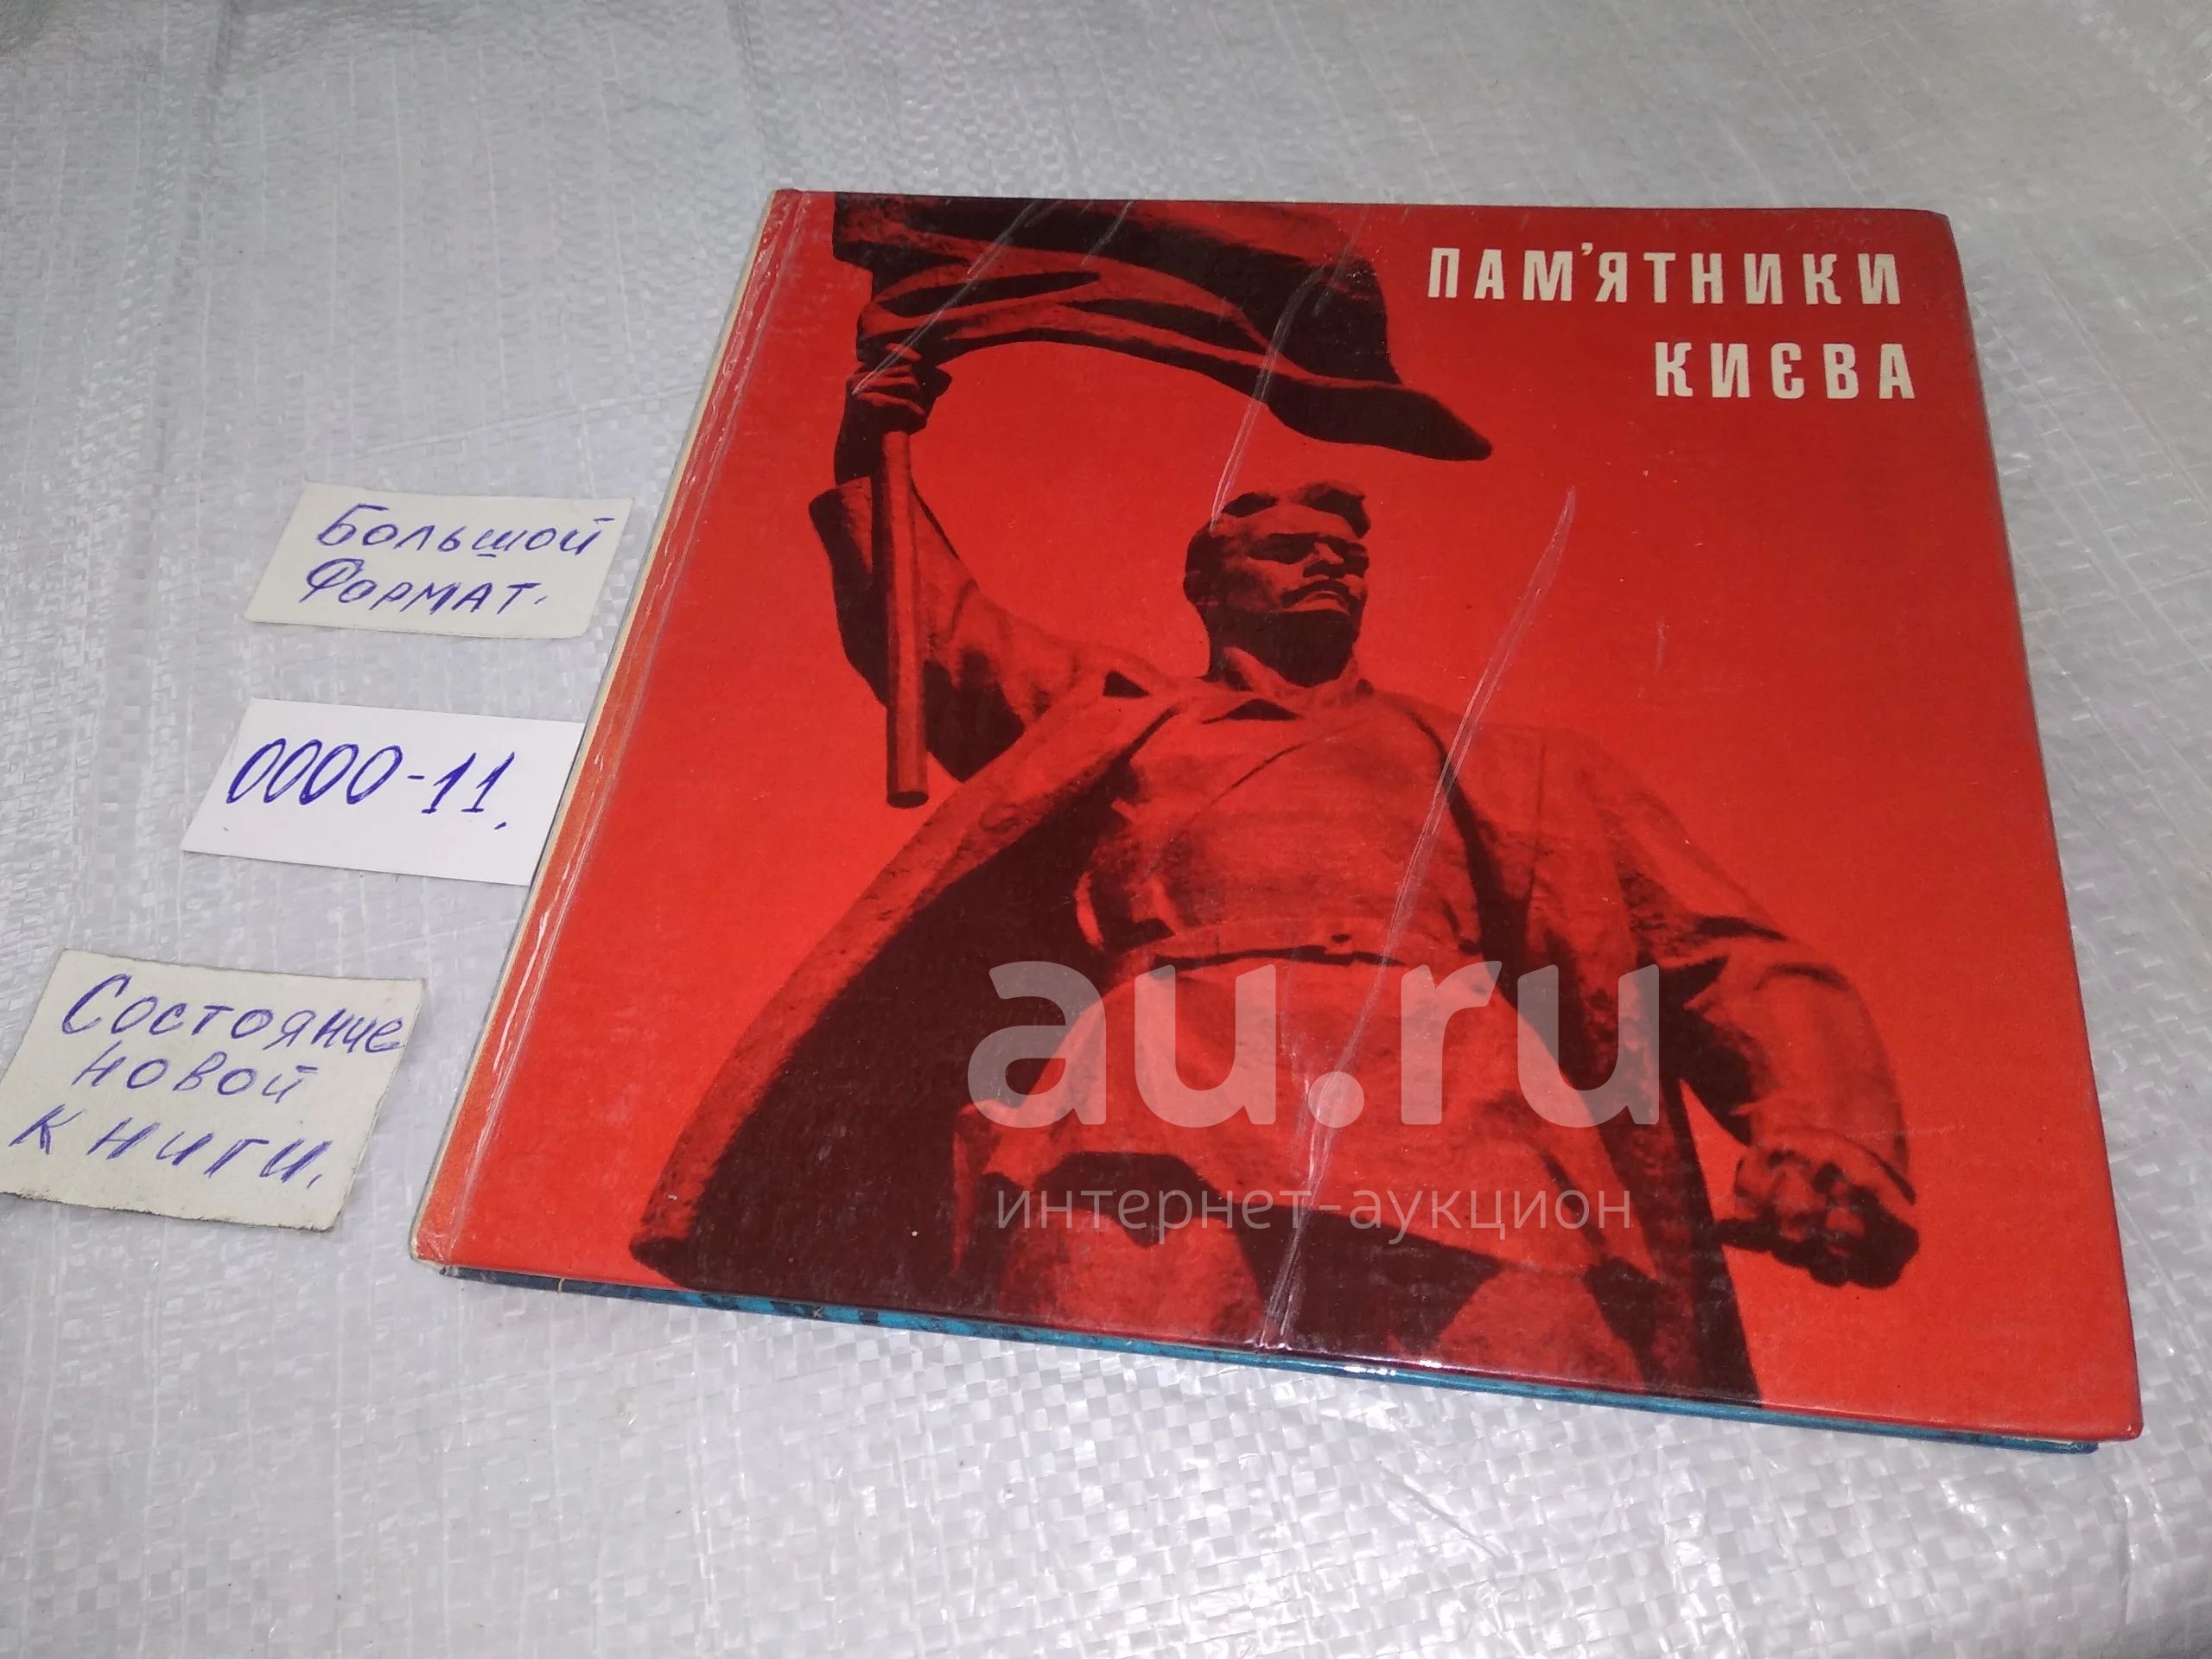 ПАМ'ЯТНИКИ
КИЄВА
Большой
Формат.
0000-11.
Состояние
новой
книги.
au.ru
интернет-аукцион